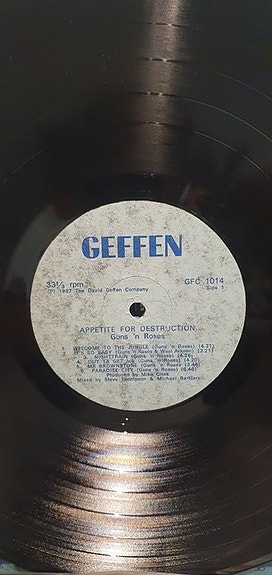 GEFFEN
33⅓ rpm
GFC 1014
(P) 1987 The David Geffen Company
Side 1
APPETITE FOR DESTRUCTION
Guns 'n Roses
1. WELCOME TO THE JUNGLE (Guns 'n Roses) (4.31)
2. IT'S SO EASY (Guns 'n Roses & West Arkeen) (3.21)
3. NIGHTTRAIN (Guns 'n Roses) (4.26)
4. OUT TA GET ME (Guns 'n Roses) (4.20)
5. MR BROWNSTONE (Guns 'n Roses) (3.46)
6. PARADISE CITY (Guns 'n Roses) (6.46)
Produced by Mike Clink
Mixed by Steve Thompson & Michael Barbiero